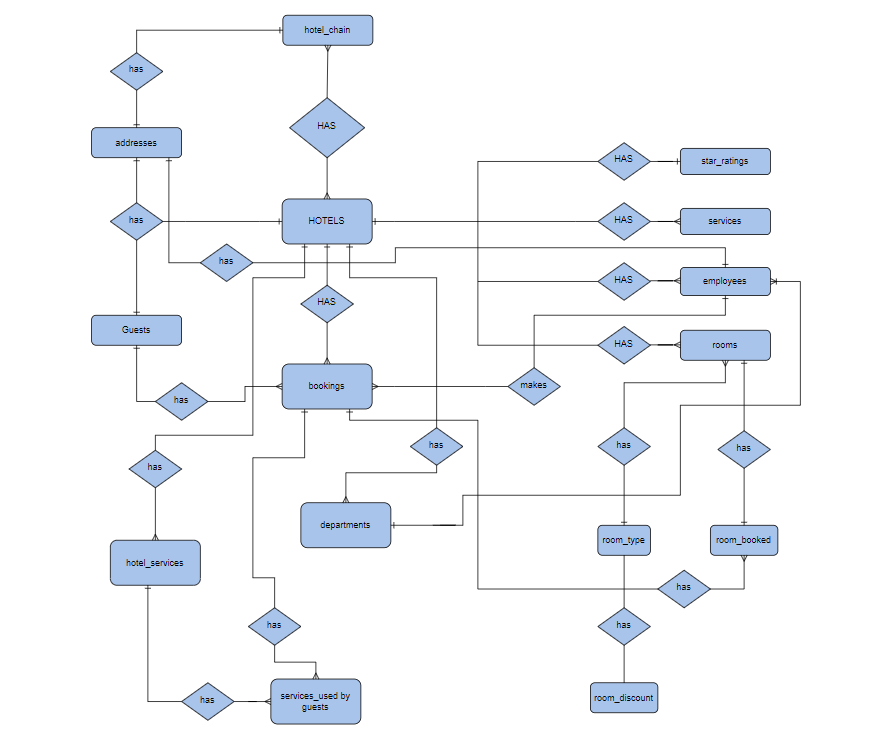 hotel_chain
has
HAS
addresses
HAS
star_ratings
has
HOTELS
HAS
services
has
HAS
employees
HAS
Guests
HAS
rooms
bookings
makes
has
has
has
has
has
departments
room_type
room_booked
hotel_services
has
has
has
services_used by
guests
has
room_discount